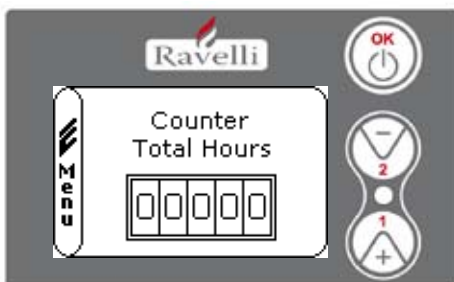 Ravelli
OK
Menu
Counter
Total Hours
00000
−
2
1
+